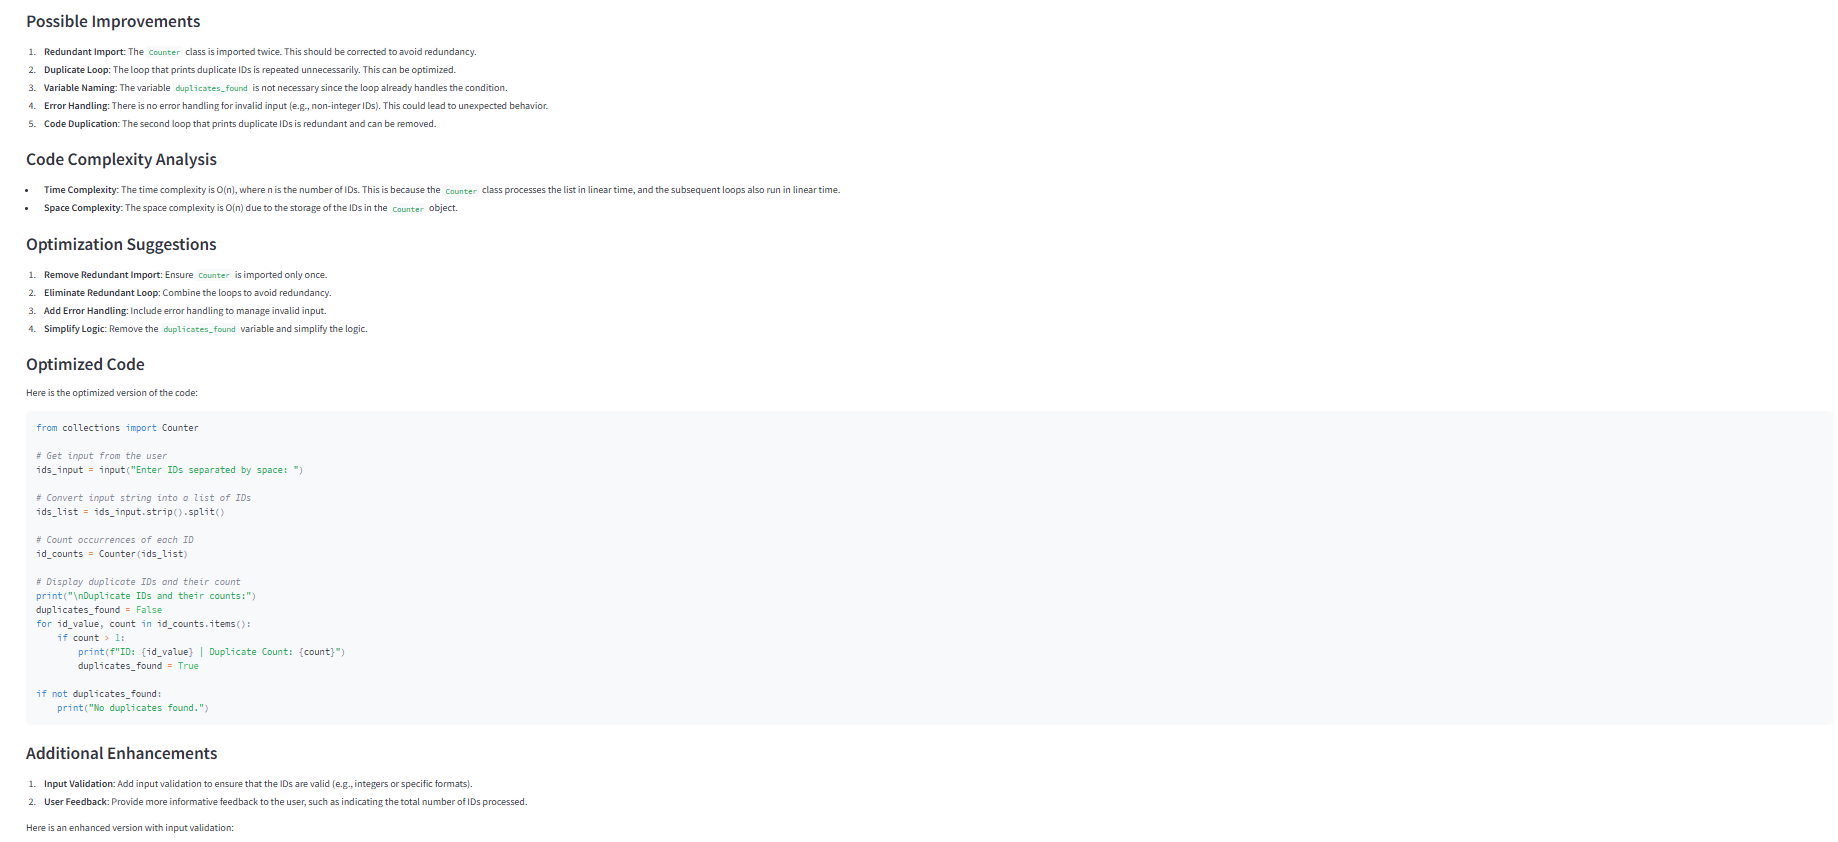 Possible Improvements
1. Redundant Import: The Counter class is imported twice. This should be corrected to avoid redundancy.
2. Duplicate Loop: The loop that prints duplicate IDs is repeated unnecessarily. This can be optimized.
3. Variable Naming: The variable duplicates_found is not necessary since the loop already handles the condition.
4. Error Handling: There is no error handling for invalid input (e.g., non-integer IDs). This could lead to unexpected behavior.
5. Code Duplication: The second loop that prints duplicate IDs is redundant and can be removed.
Code Complexity Analysis
• Time Complexity: The time complexity is O(n), where n is the number of IDs. This is because the Counter class processes the list in linear time, and the subsequent loops also run in linear time.
• Space Complexity: The space complexity is O(n) due to the storage of the IDs in the Counter object.
Optimization Suggestions
1. Remove Redundant Import: Ensure Counter is imported only once.
2. Eliminate Redundant Loop: Combine the loops to avoid redundancy.
3. Add Error Handling: Include error handling to manage invalid input.
4. Simplify Logic: Remove the duplicates_found variable and simplify the logic.
Optimized Code
Here is the optimized version of the code:
from collections import Counter
# Get input from the user
ids_input = input("Enter IDs separated by space: ")
# Convert input string into a list of IDs
ids_list = ids_input.strip().split()
# Count occurrences of each ID
id_counts = Counter(ids_list)
# Display duplicate IDs and their count
print("\nDuplicate IDs and their counts:")
duplicates_found = False
for id_value, count in id_counts.items():
    if count > 1:
        print(f"ID: {id_value} | Duplicate Count: {count}")
        duplicates_found = True
if not duplicates_found:
    print("No duplicates found.")
Additional Enhancements
1. Input Validation: Add input validation to ensure that the IDs are valid (e.g., integers or specific formats).
2. User Feedback: Provide more informative feedback to the user, such as indicating the total number of IDs processed.
Here is an enhanced version with input validation: